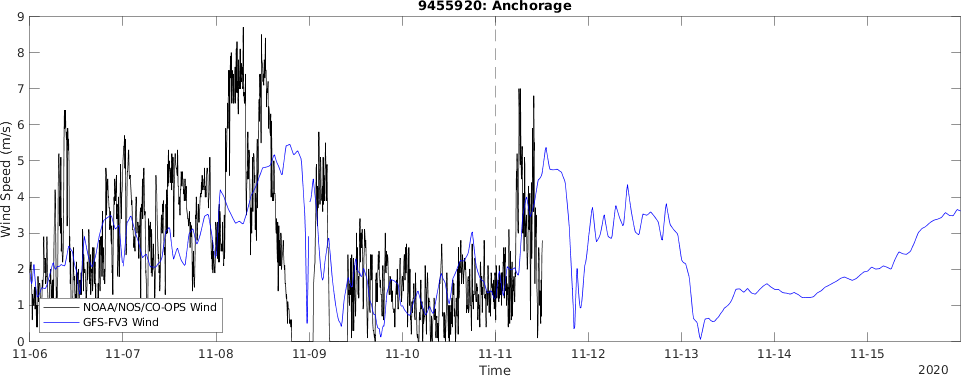 9455920: Anchorage
9
8
7
6
5
4
3
2
1
0
Wind Speed (m/s)
NOAA/NOS/CO-OPS Wind
GFS-FV3 Wind
11-06 11-07 11-08 11-09 11-10 11-11 11-12 11-13 11-14 11-15
Time
2020